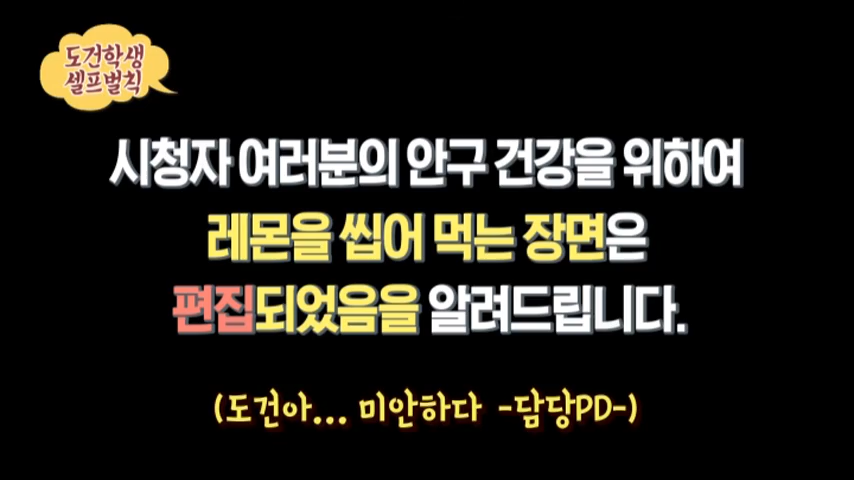 도건학생
셀프벌칙
시청자 여러분의 안구 건강을 위하여
레몬을 씹어 먹는 장면은
편집되었음을 알려드립니다.
(도건아... 미안하다 -담당PD-)